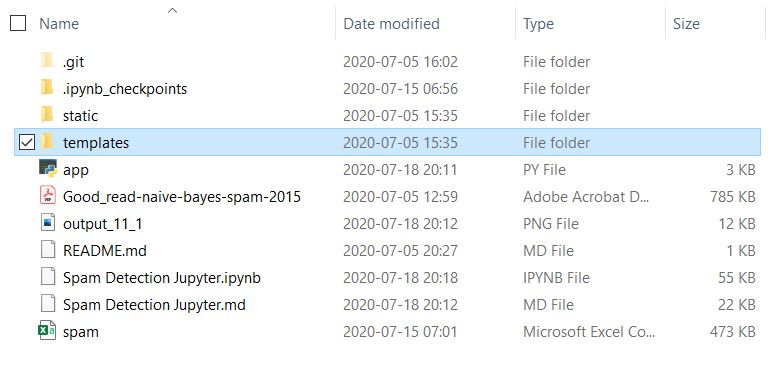 Name Date modified Type Size
.git 2020-07-05 16:02 File folder
.ipynb_checkpoints 2020-07-15 06:56 File folder
static 2020-07-05 15:35 File folder
templates 2020-07-05 15:35 File folder
app 2020-07-18 20:11 PY File 3 KB
Good_read-naive-bayes-spam-2015 2020-07-05 12:59 Adobe Acrobat D... 785 KB
output_11_1 2020-07-18 20:12 PNG File 12 KB
README.md 2020-07-05 20:27 MD File 1 KB
Spam Detection Jupyter.ipynb 2020-07-18 20:18 IPYNB File 55 KB
Spam Detection Jupyter.md 2020-07-18 20:12 MD File 22 KB
spam 2020-07-15 07:01 Microsoft Excel Co... 473 KB